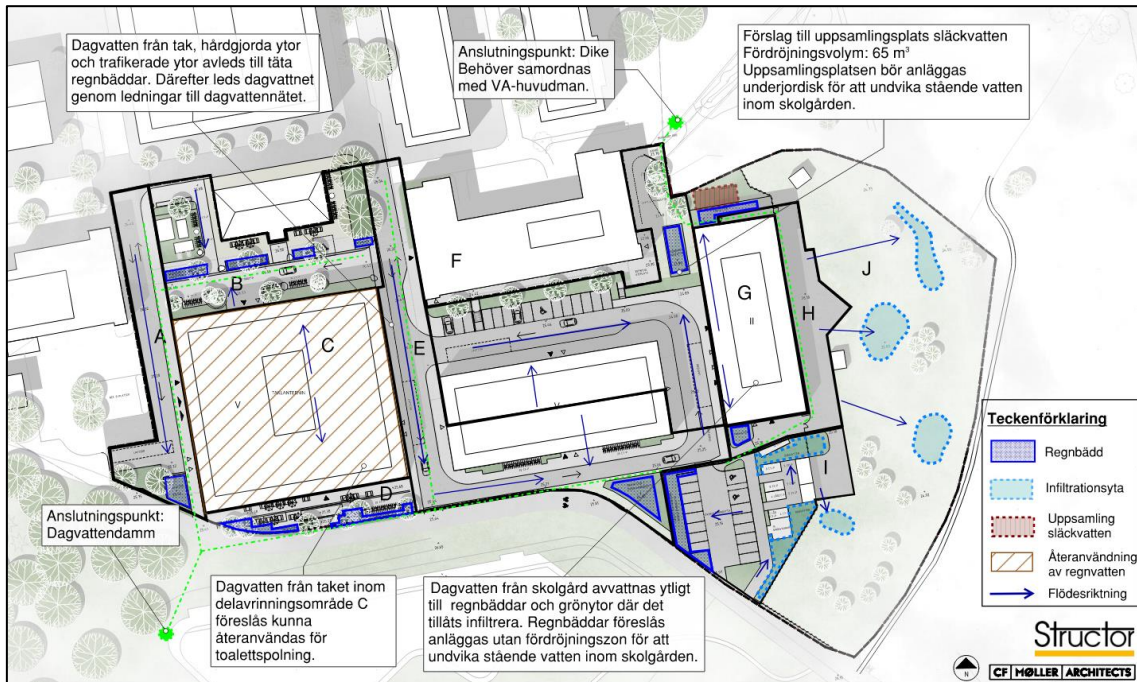 Dagvatten från tak, hårdgjorda ytor
och trafikerade ytor avleds till täta
regnbäddar. Därefter leds dagvattnet
genom ledningar till dagvattennätet.
Anslutningspunkt: Dike
Behöver samordnas
med VA-huvudman.
Förslag till uppsamlingsplats släckvatten
Fördröjningsvolym: 65 m³
Uppsamlingsplatsen bör anläggas
underjordisk för att undvika stående vatten
inom skolgården.
A
B
C
TAKLANTERNIN
V
D
E
F
G
II
H
I
J
V
Anslutningspunkt:
Dagvattendamm
Dagvatten från taket inom
delavrinningsområde C
föreslås kunna
återanvändas för
toalettspolning.
Dagvatten från skolgård avvattnas ytligt
till regnbäddar och grönytor där det
tillåts infiltrera. Regnbäddar föreslås
anläggas utan fördröjningszon för att
undvika stående vatten inom skolgården.
Teckenförklaring
Regnbädd
Infiltrationsyta
Uppsamling
släckvatten
Återanvändning
av regnvatten
Flödesriktning
Structor
N
CF MØLLER ARCHITECTS